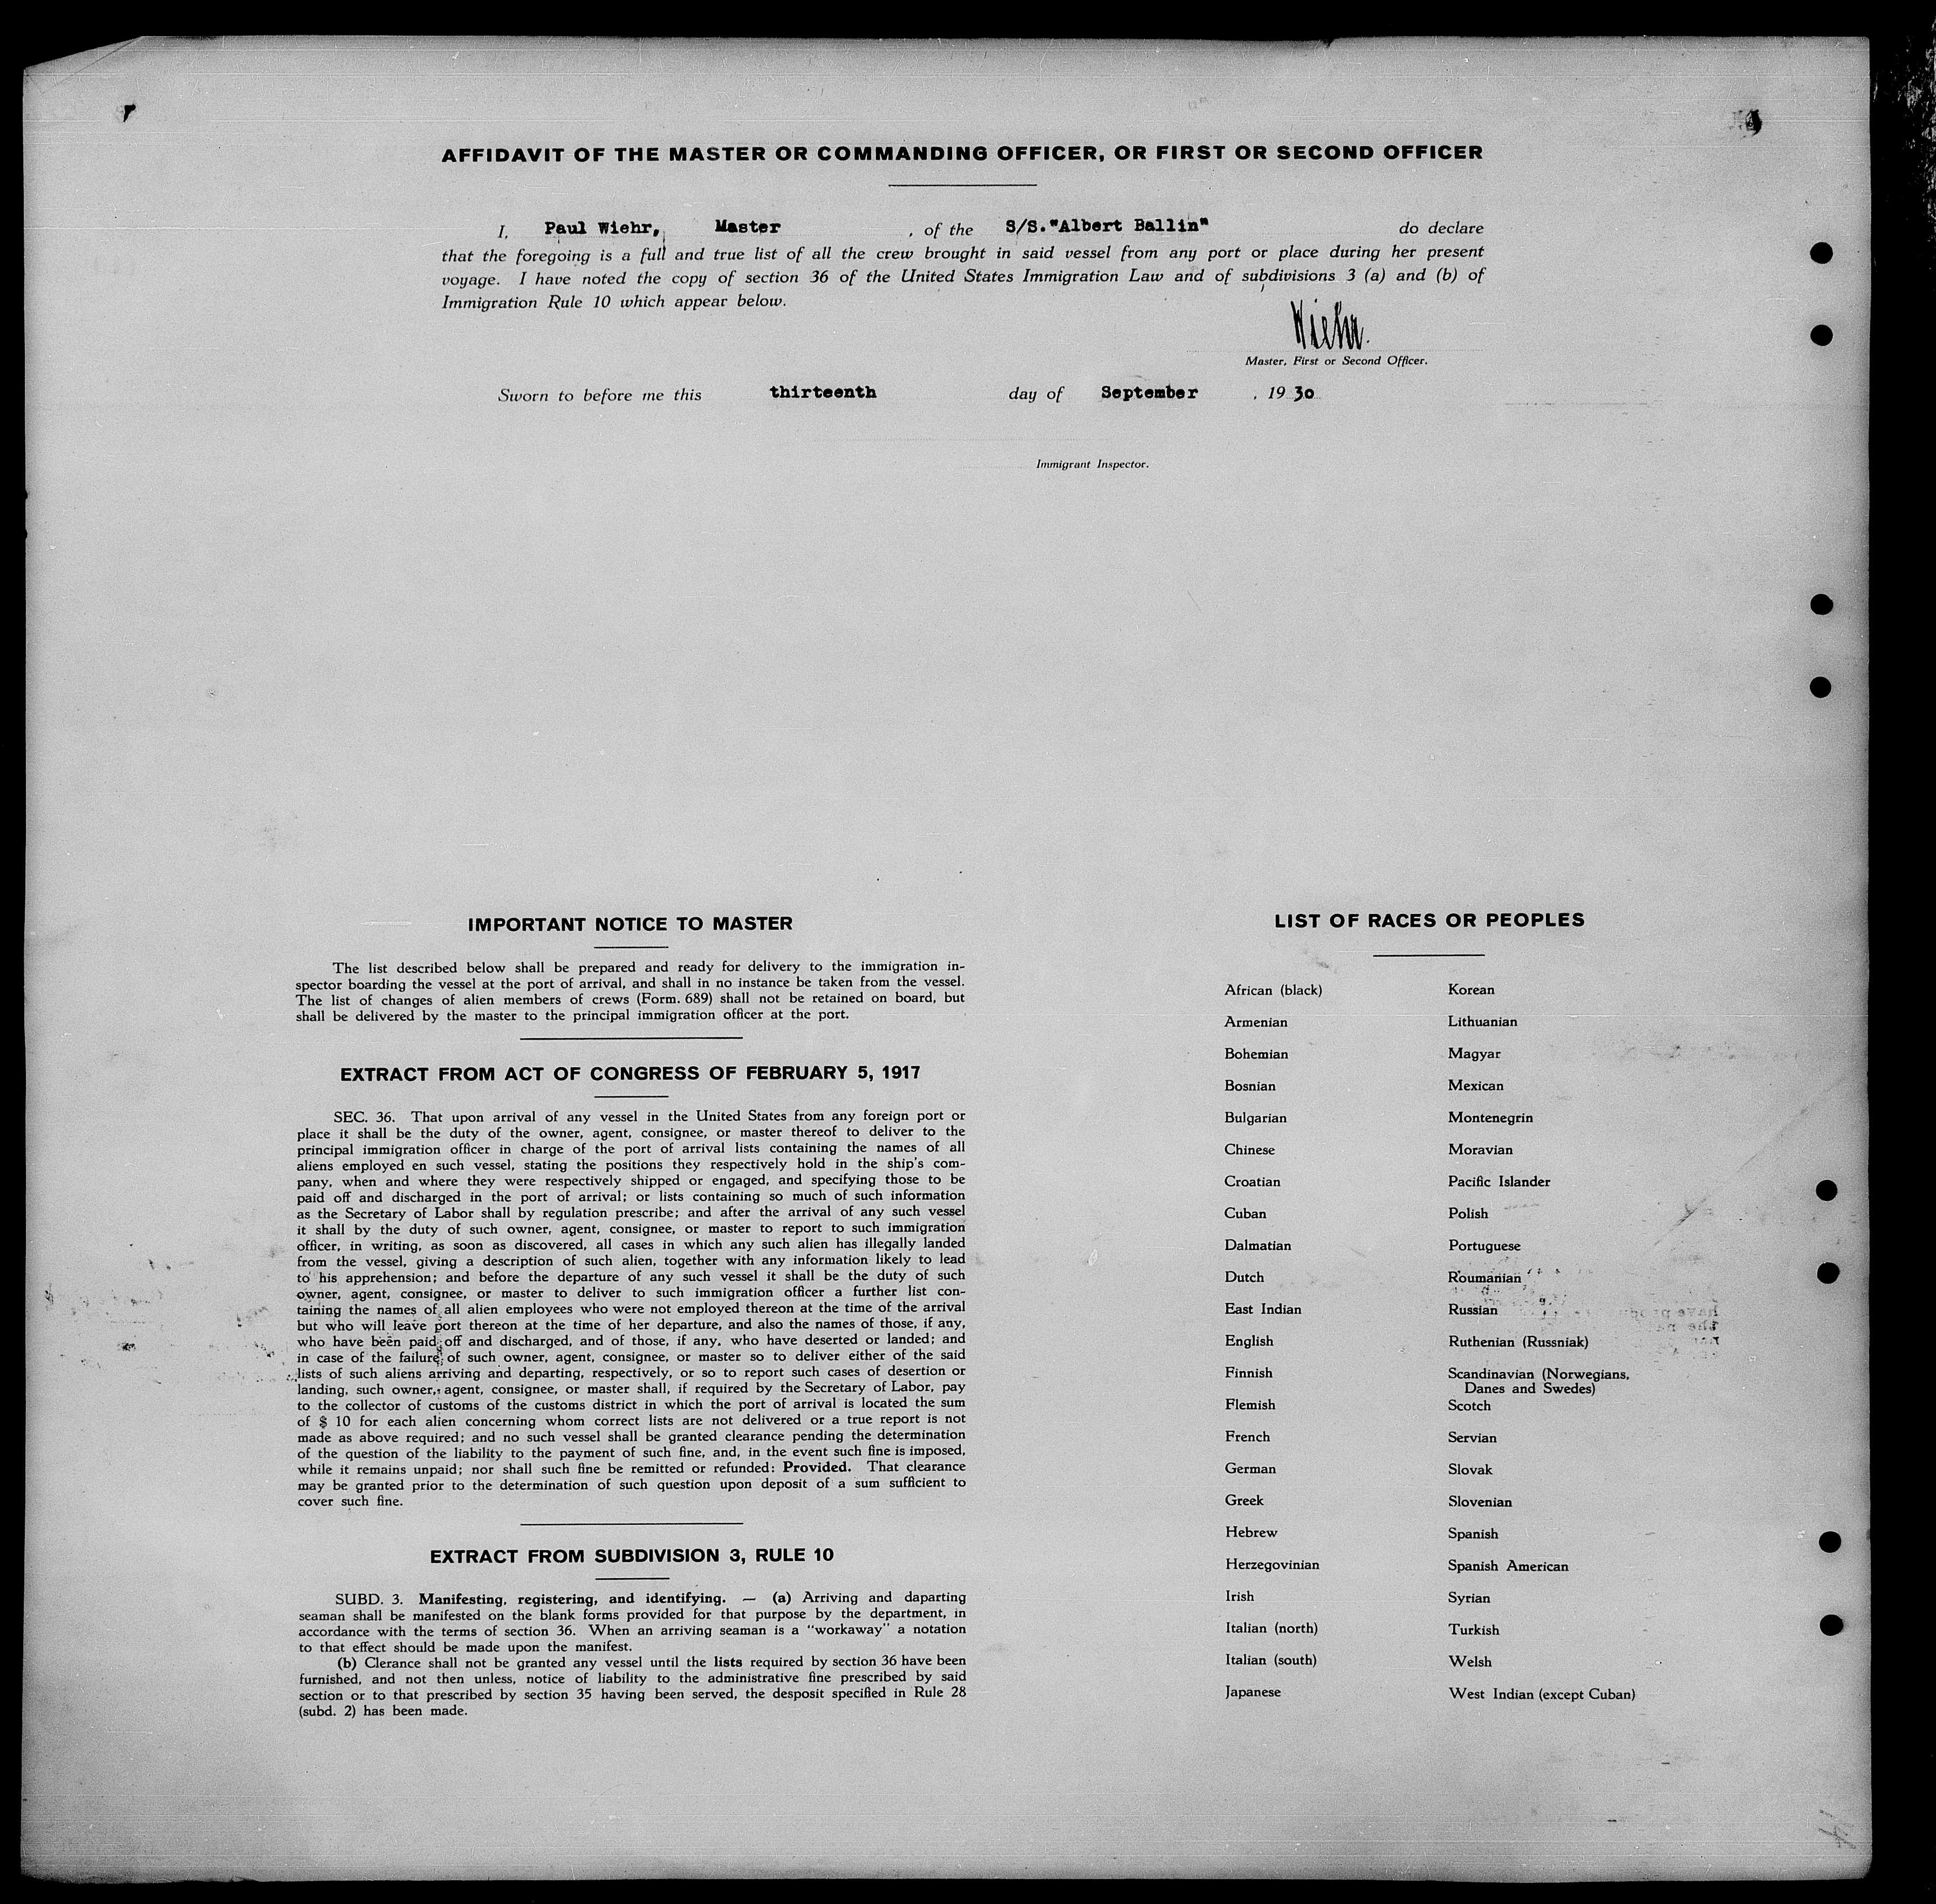 AFFIDAVIT OF THE MASTER OR COMMANDING OFFICER, OR FIRST OR SECOND OFFICER
I, Paul Wiehr, Master , of the S/S. "Albert Ballin" do declare
that the foregoing is a full and true list of all the crew brought in said vessel from any port or place during her present
voyage. I have noted the copy of section 36 of the United States Immigration Law and of subdivisions 3 (a) and (b) of
Immigration Rule 10 which appear below.
Wiehr.
Master, First or Second Officer.
Sworn to before me this thirteenth day of September , 19 30
Immigrant Inspector.
IMPORTANT NOTICE TO MASTER
The list described below shall be prepared and ready for delivery to the immigration in-
spector boarding the vessel at the port of arrival, and shall in no instance be taken from the vessel.
The list of changes of alien members of crews (Form. 689) shall not be retained on board, but
shall be delivered by the master to the principal immigration officer at the port.
EXTRACT FROM ACT OF CONGRESS OF FEBRUARY 5, 1917
SEC. 36. That upon arrival of any vessel in the United States from any foreign port or
place it shall be the duty of the owner, agent, consignee, or master thereof to deliver to the
principal immigration officer in charge of the port of arrival lists containing the names of all
aliens employed en such vessel, stating the positions they respectively hold in the ship's com-
pany, when and where they were respectively shipped or engaged, and specifying those to be
paid off and discharged in the port of arrival; or lists containing so much of such information
as the Secretary of Labor shall by regulation prescribe; and after the arrival of any such vessel
it shall by the duty of such owner, agent, consignee, or master to report to such immigration
officer, in writing, as soon as discovered, all cases in which any such alien has illegally landed
from the vessel, giving a description of such alien, together with any information likely to lead
to his apprehension; and before the departure of any such vessel it shall be the duty of such
owner, agent, consignee, or master to deliver to such immigration officer a further list con-
taining the names of all alien employees who were not employed thereon at the time of the arrival
but who will leave port thereon at the time of her departure, and also the names of those, if any,
who have been paid off and discharged, and of those, if any, who have deserted or landed; and
in case of the failure of such owner, agent, consignee, or master so to deliver either of the said
lists of such aliens arriving and departing, respectively, or so to report such cases of desertion or
landing, such owner, agent, consignee, or master shall, if required by the Secretary of Labor, pay
to the collector of customs of the customs district in which the port of arrival is located the sum
of $ 10 for each alien concerning whom correct lists are not delivered or a true report is not
made as above required; and no such vessel shall be granted clearance pending the determination
of the question of the liability to the payment of such fine, and, in the event such fine is imposed,
while it remains unpaid; nor shall such fine be remitted or refunded: Provided. That clearance
may be granted prior to the determination of such question upon deposit of a sum sufficient to
cover such fine.
EXTRACT FROM SUBDIVISION 3, RULE 10
SUBD. 3. Manifesting, registering, and identifying. — (a) Arriving and daparting
seaman shall be manifested on the blank forms provided for that purpose by the department, in
accordance with the terms of section 36. When an arriving seaman is a "workaway" a notation
to that effect should be made upon the manifest.
(b) Clerance shall not be granted any vessel until the lists required by section 36 have been
furnished, and not then unless, notice of liability to the administrative fine prescribed by said
section or to that prescribed by section 35 having been served, the desposit specified in Rule 28
(subd. 2) has been made.
LIST OF RACES OR PEOPLES
African (black)
Armenian
Bohemian
Bosnian
Bulgarian
Chinese
Croatian
Cuban
Dalmatian
Dutch
East Indian
English
Finnish
Flemish
French
German
Greek
Hebrew
Herzegovinian
Irish
Italian (north)
Italian (south)
Japanese
Korean
Lithuanian
Magyar
Mexican
Montenegrin
Moravian
Pacific Islander
Polish
Portuguese
Roumanian
Russian
Ruthenian (Russniak)
Scandinavian (Norwegians,
Danes and Swedes)
Scotch
Servian
Slovak
Slovenian
Spanish
Spanish American
Syrian
Turkish
Welsh
West Indian (except Cuban)